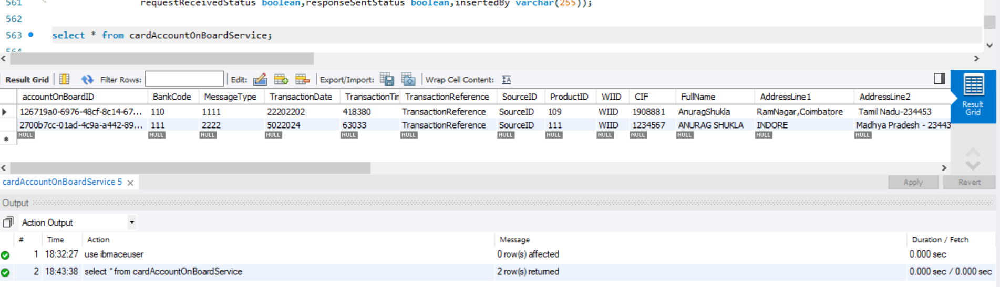 561 requestReceivedStatus boolean,responseSentStatus boolean,insertedBy varchar(255));
562
563 select * from cardAccountOnBoardService;
564
Result Grid Filter Rows: Edit: Export/Import: Wrap Cell Content:
accountOnBoardID BankCode MessageType TransactionDate TransactionTin TransactionReference SourceID ProductID WIID CIF FullName AddressLine1 AddressLine2
126719a0-6976-48cf-8c14-67... 110 1111 22202202 418380 TransactionReference SourceID 109 WIID 1908881 AnuragShukla RamNagar,Coimbatore Tamil Nadu-234453
2700b7cc-01ad-4c9a-a442-89... 111 2222 5022024 63033 TransactionReference SourceID 111 WIID 1234567 ANURAG SHUKLA INDORE Madhya Pradesh - 23443
NULL NULL NULL NULL NULL NULL NULL NULL NULL NULL NULL NULL NULL
Result
Grid
cardAccountOnBoardService 5 Apply Revert
Output
Action Output
# Time Action Message Duration / Fetch
1 18:32:27 use ibmaceuser 0 row(s) affected 0.000 sec
2 18:43:38 select * from cardAccountOnBoardService 2 row(s) returned 0.000 sec / 0.000 sec